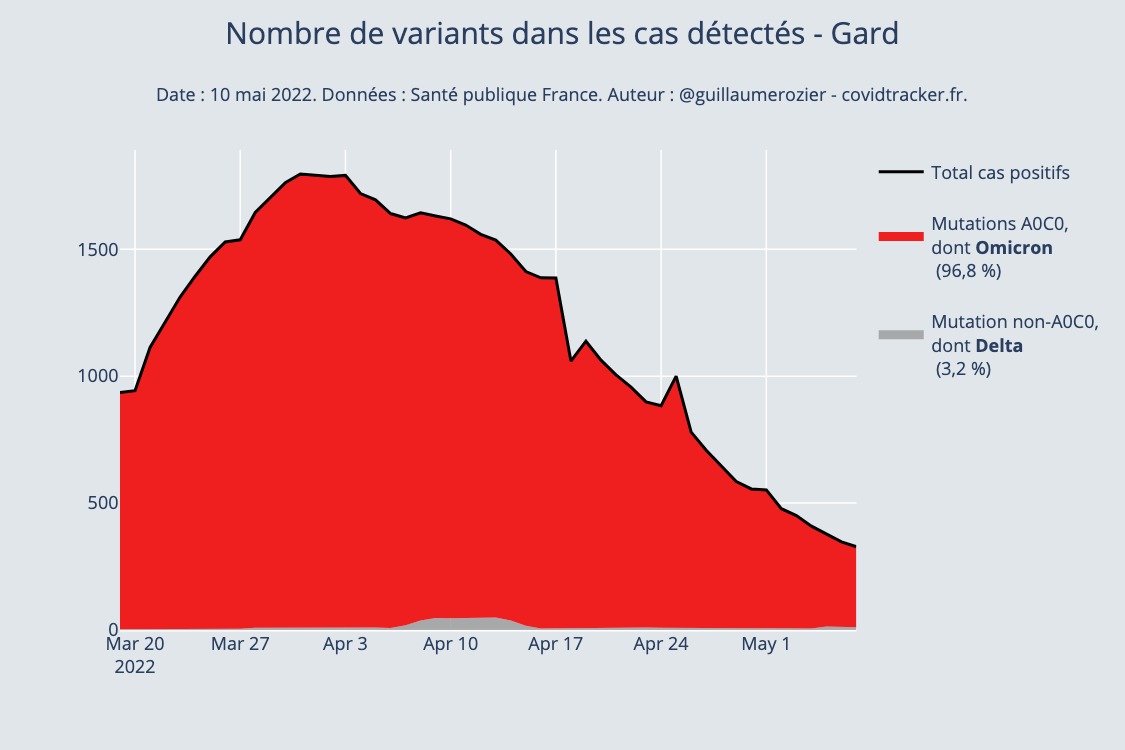 Nombre de variants dans les cas détectés - Gard
Date : 10 mai 2022. Données : Santé publique France. Auteur : @guillaumerozier - covidtracker.fr.
Total cas positifs
Mutations A0C0,
dont Omicron
(96,8 %)
Mutation non-A0C0,
dont Delta
(3,2 %)
1500
1000
500
0
Mar 20 Mar 27 Apr 3 Apr 10 Apr 17 Apr 24 May 1
2022